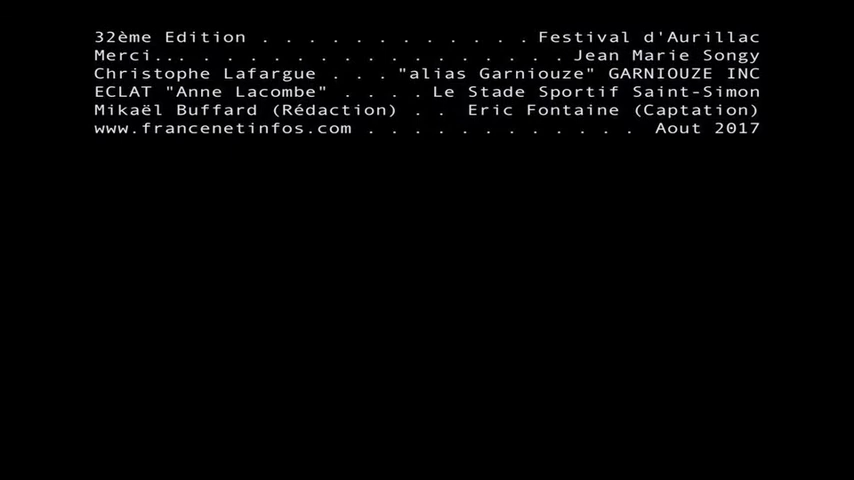 32ème Edition . . . . . . . . . . . . Festival d'Aurillac
Merci... . . . . . . . . . . . . . . . . Jean Marie Songy
Christophe Lafargue . . . "alias Garniouze" GARNIOUZE INC
ECLAT "Anne Lacombe" . . . . Le Stade Sportif Saint-Simon
Mikaël Buffard (Rédaction) . . Eric Fontaine (Captation)
www.francenetinfos.com . . . . . . . . . . . . Aout 2017